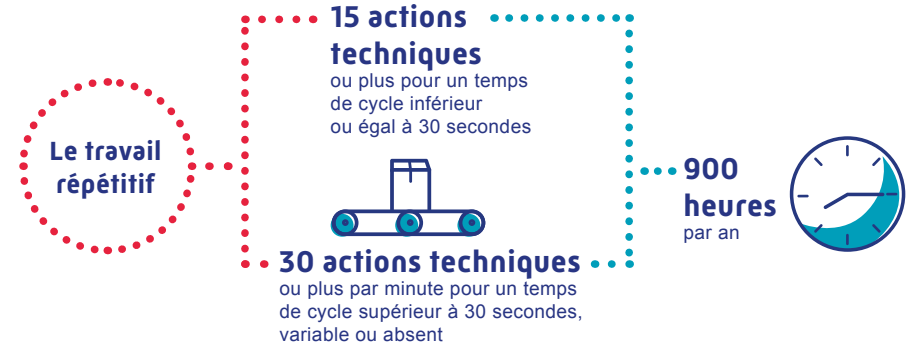 Le travail
répétitif
15 actions
techniques
ou plus pour un temps
de cycle inférieur
ou égal à 30 secondes
30 actions techniques
ou plus par minute pour un temps
de cycle supérieur à 30 secondes,
variable ou absent
900
heures
par an